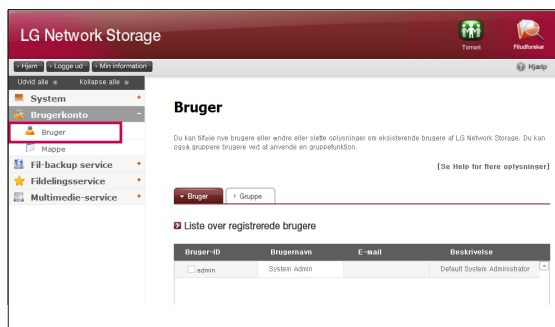 LG Network Storage
Torrent
Filudforsker
Hjem
Logge ud
Min information
Hjælp
Udvid alle
Kollapse alle
System
Brugerkonto
Bruger
Mappe
Fil-backup service
Fildelingsservice
Multimedie-service
Bruger
Du kan tilføje nye brugere eller ændre eller slette oplysninger om eksisterende brugere af LG Network Storage. Du kan
også gruppere brugere ved at anvende en gruppefunktion.
[Se Help for flere oplysninger]
Bruger
Gruppe
Liste over registrerede brugere
Bruger-ID Brugernavn E-mail Beskrivelse
admin System Admin Default System Administrator